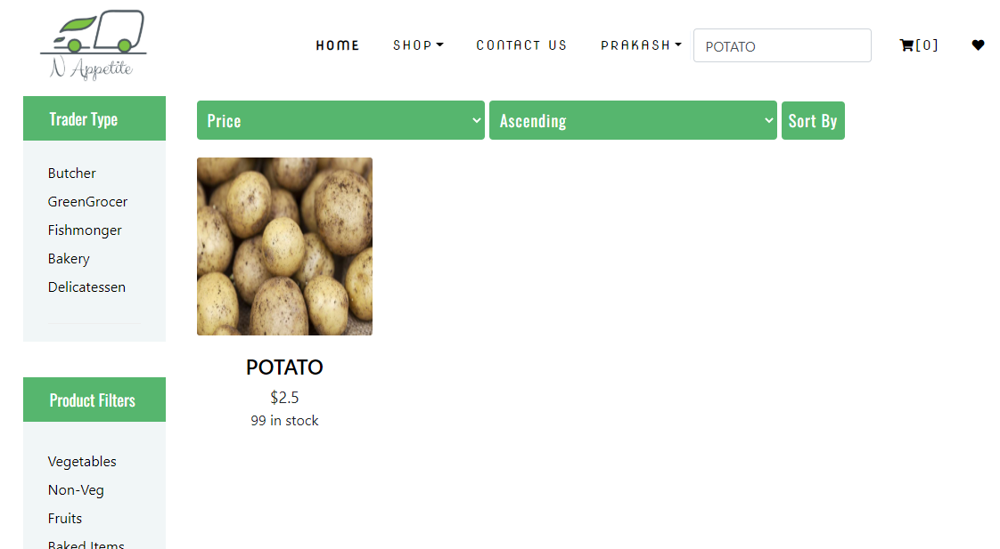 N Appetite
HOME SHOP CONTACT US PRAKASH POTATO [0]
Trader Type
Butcher
GreenGrocer
Fishmonger
Bakery
Delicatessen
Product Filters
Vegetables
Non-Veg
Fruits
Baked Items
Price Ascending Sort By
POTATO
$2.5
99 in stock